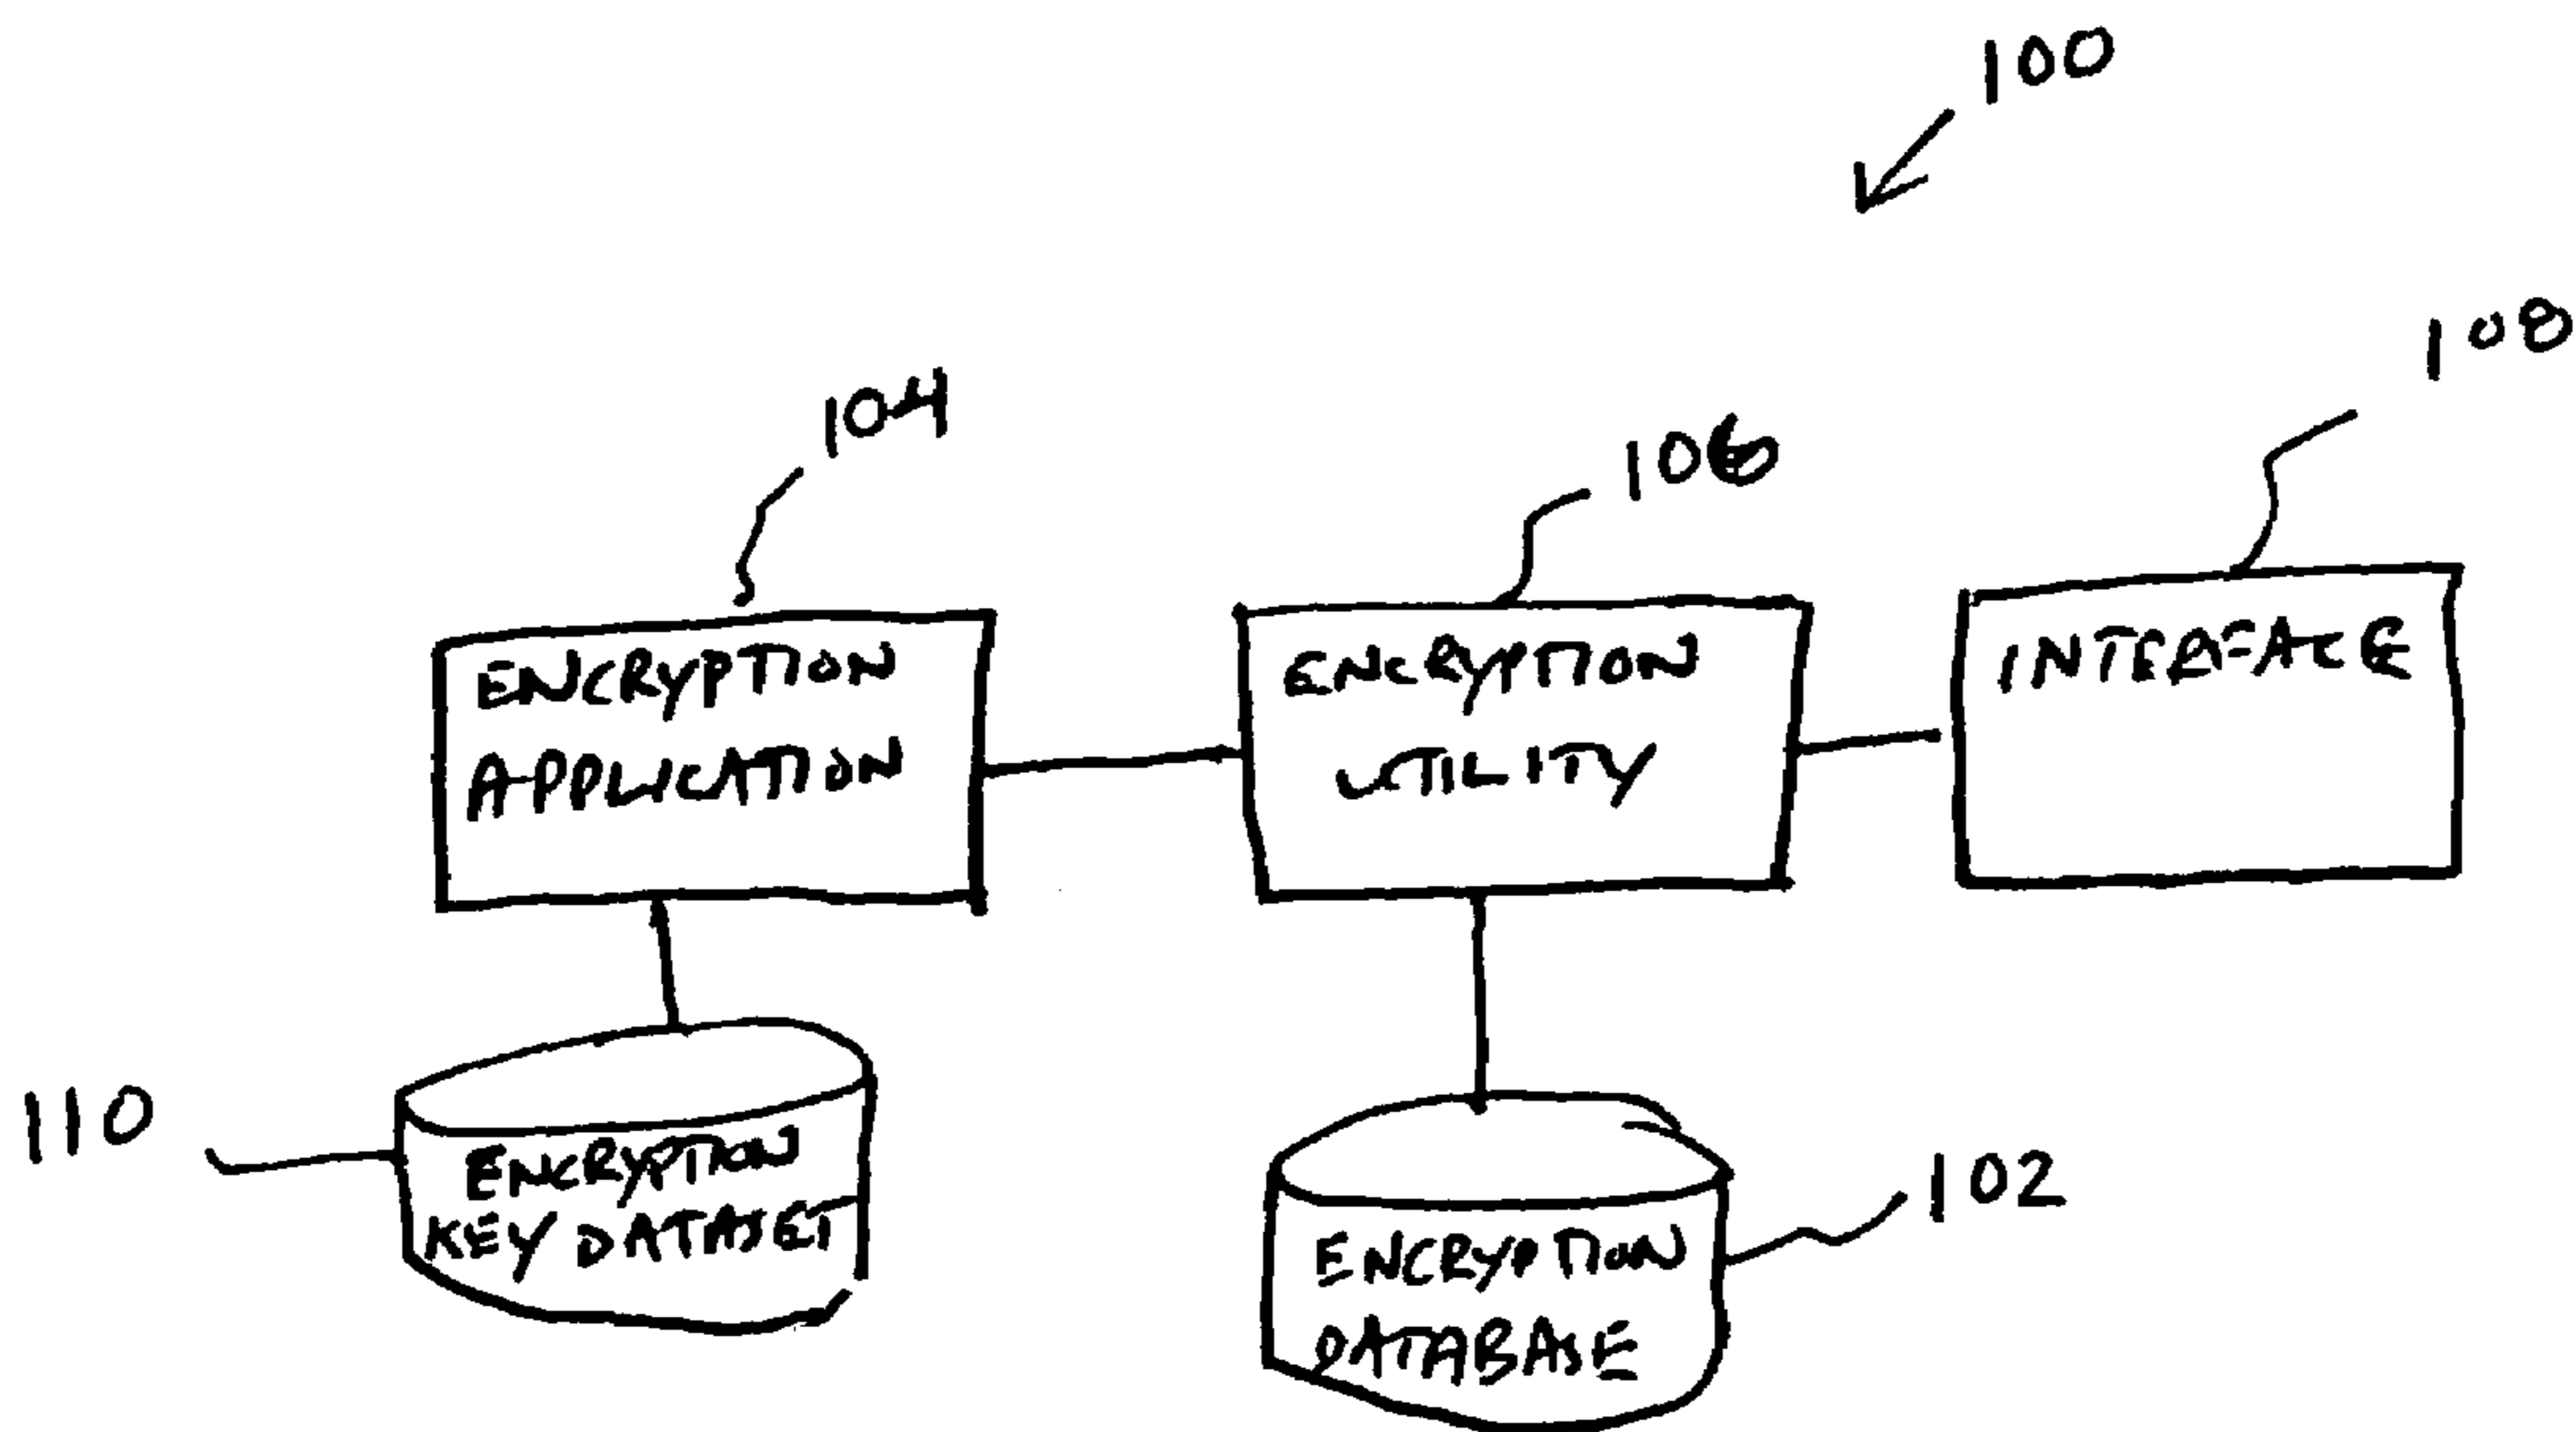 100
108
104
106
ENCRYPTION
APPLICATION
ENCRYPTION
UTILITY
INTERFACE
110
ENCRYPTION
KEY DATASET
102
ENCRYPTION
DATABASE